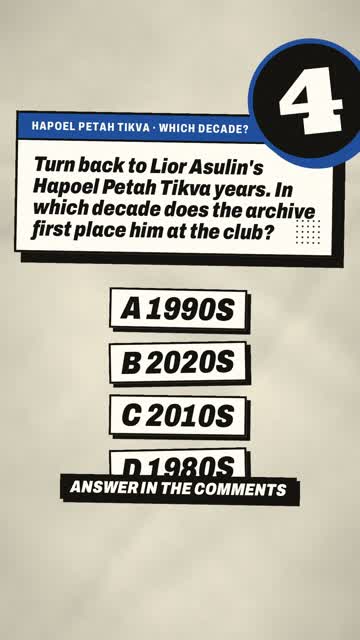 4
HAPOEL PETAH TIKVA · WHICH DECADE?
Turn back to Lior Asulin's
Hapoel Petah Tikva years. In
which decade does the archive
first place him at the club?
A 1990S
B 2020S
C 2010S
D 1980S
ANSWER IN THE COMMENTS